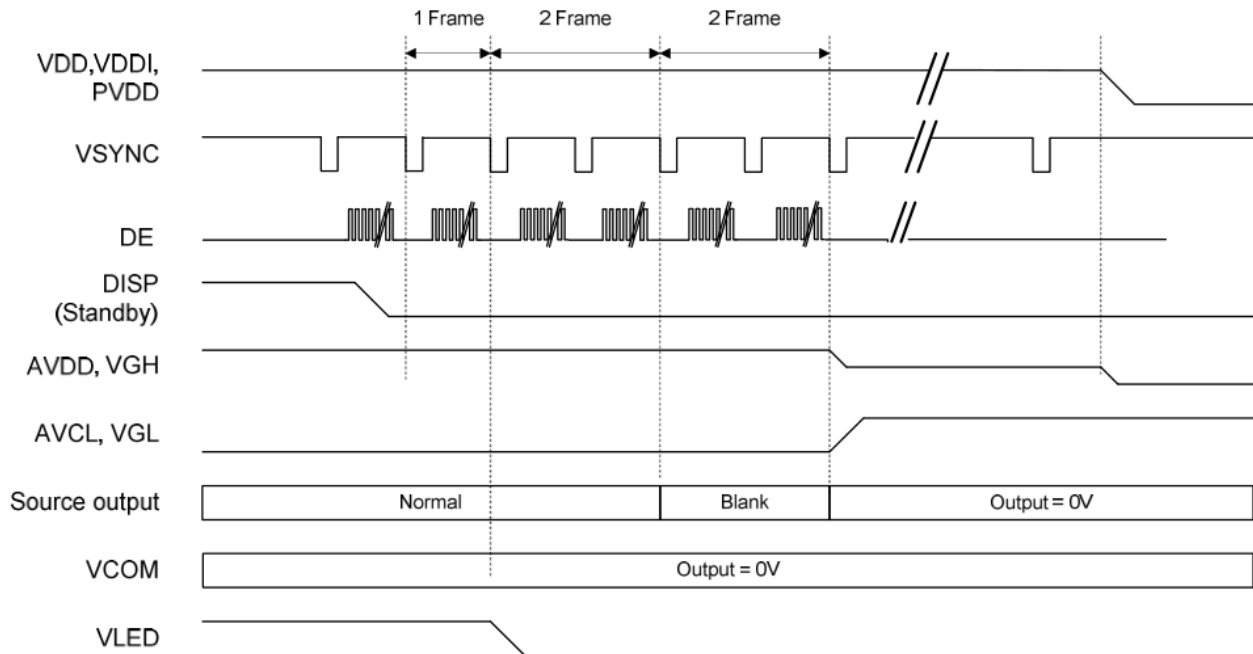 1 Frame 2 Frame 2 Frame
VDD,VDDI,
PVDD
VSYNC
DE
DISP
(Standby)
AVDD, VGH
AVCL, VGL
Source output Normal Blank Output = 0V
VCOM Output = 0V
VLED